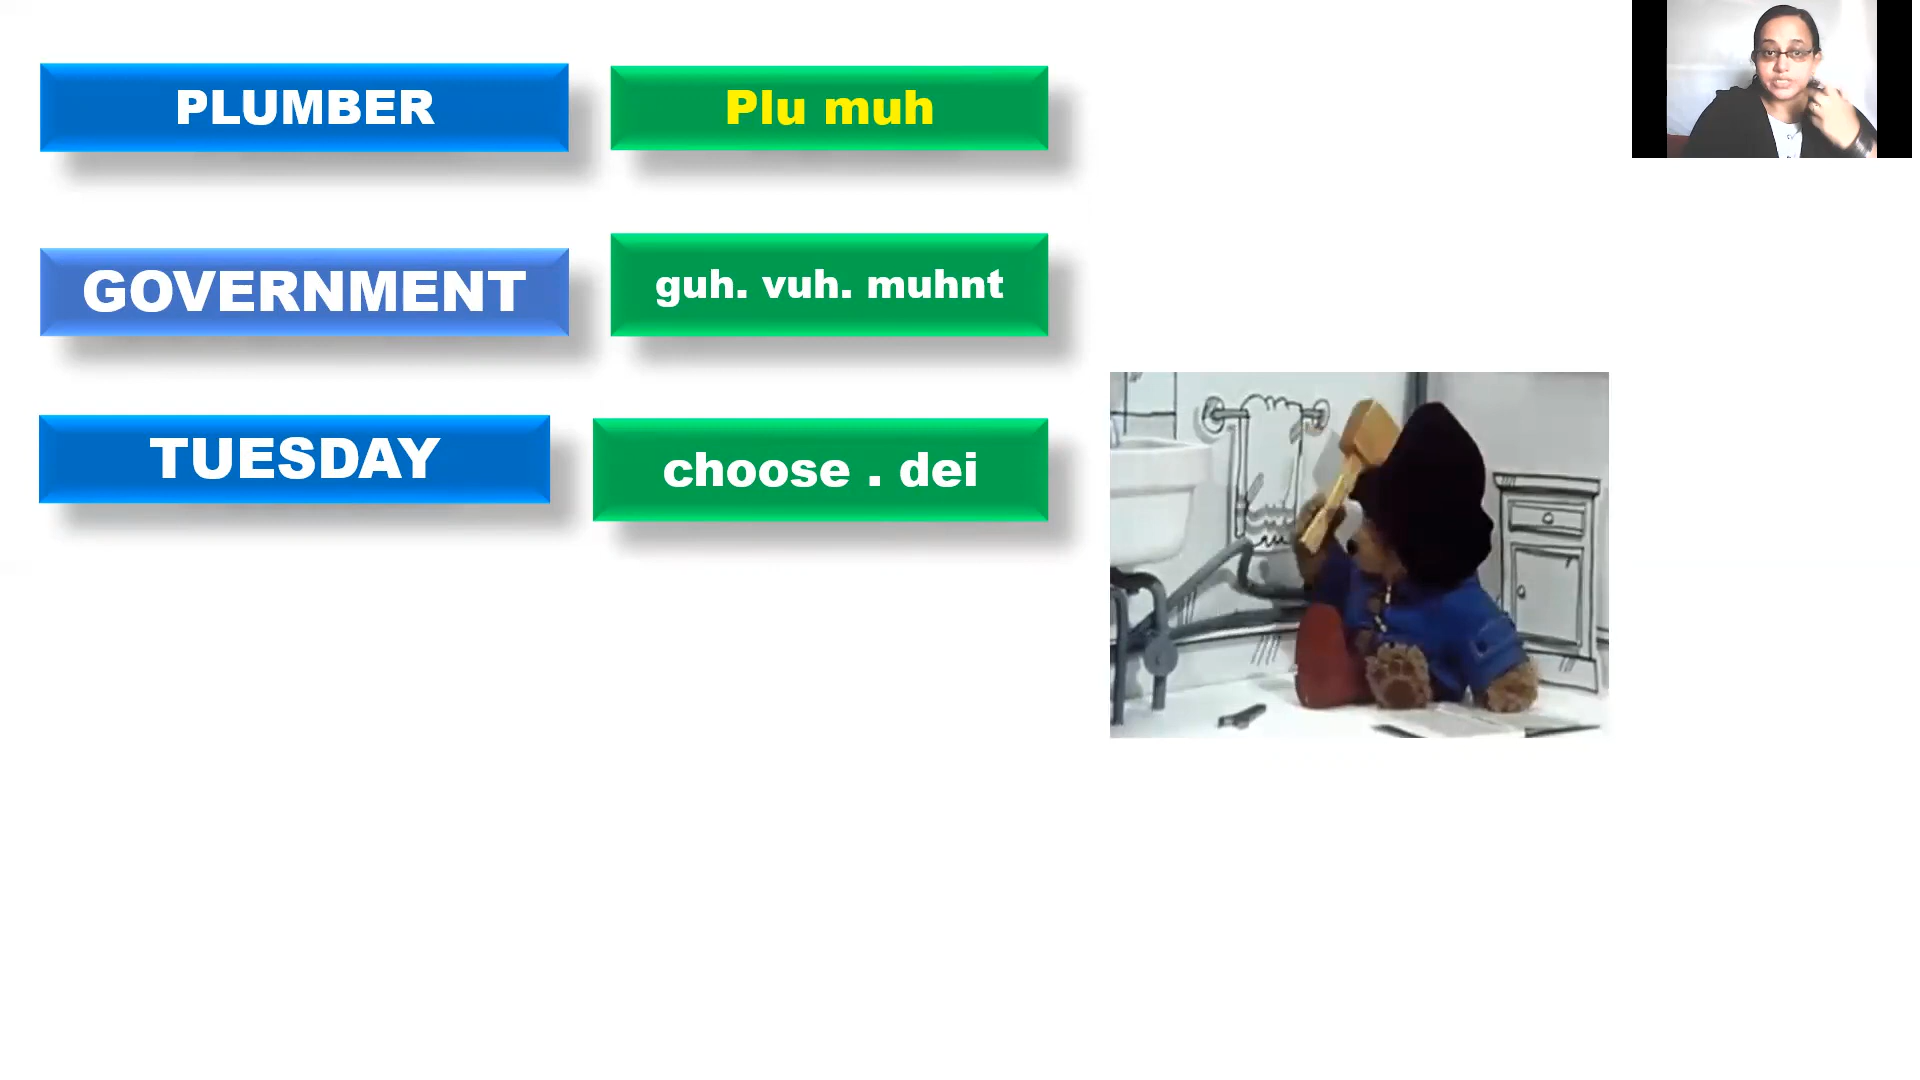 PLUMBER
Plu muh
GOVERNMENT
guh. vuh. muhnt
TUESDAY
choose . dei